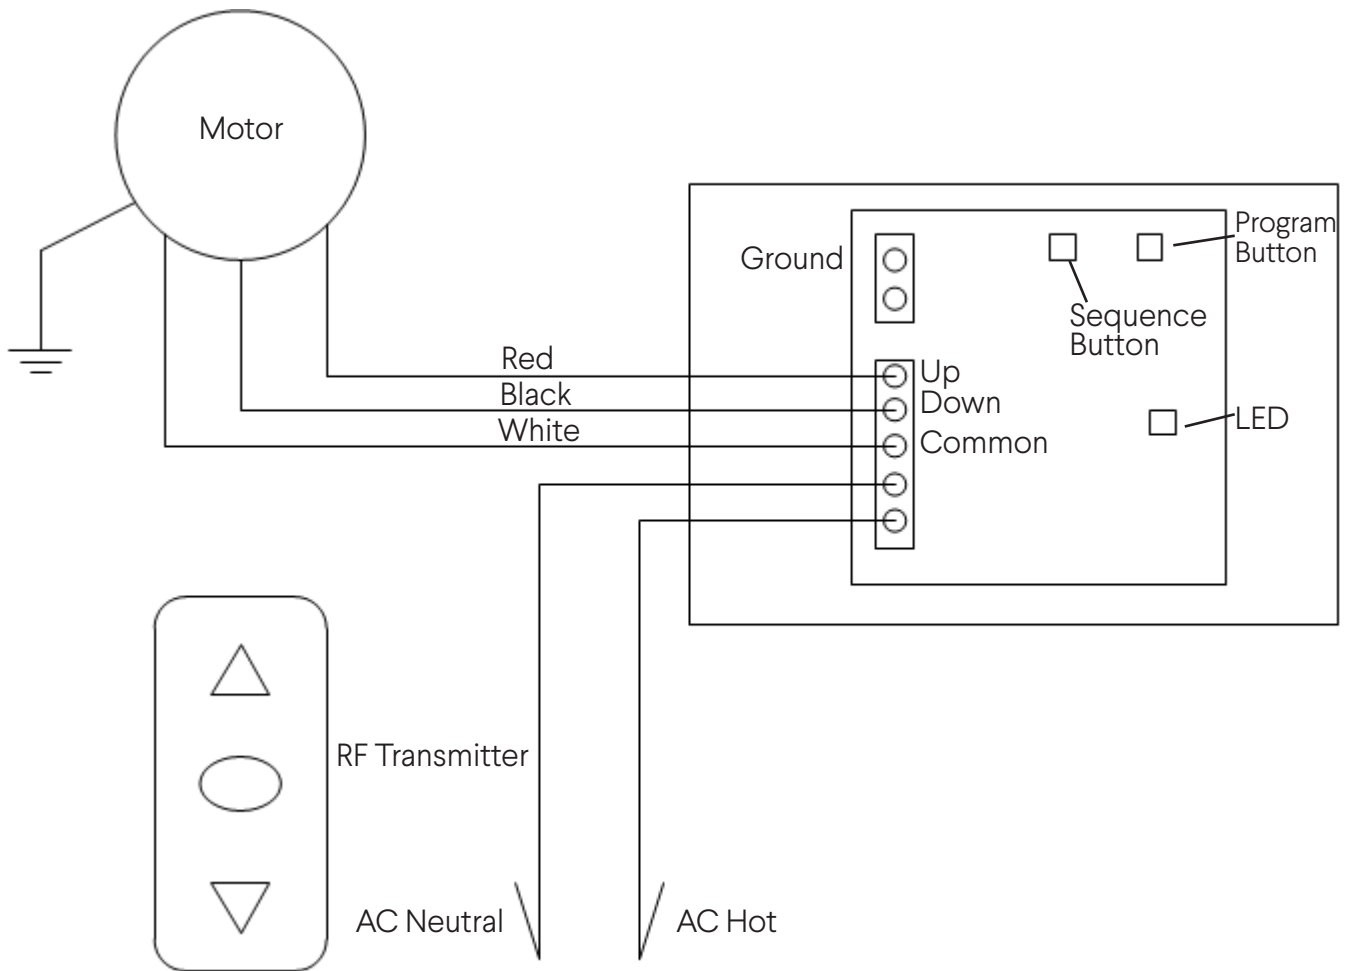 Motor
Program
Button
Ground
Sequence
Button
Red
Up
Black
Down
White
LED
Common
RF Transmitter
AC Neutral
AC Hot